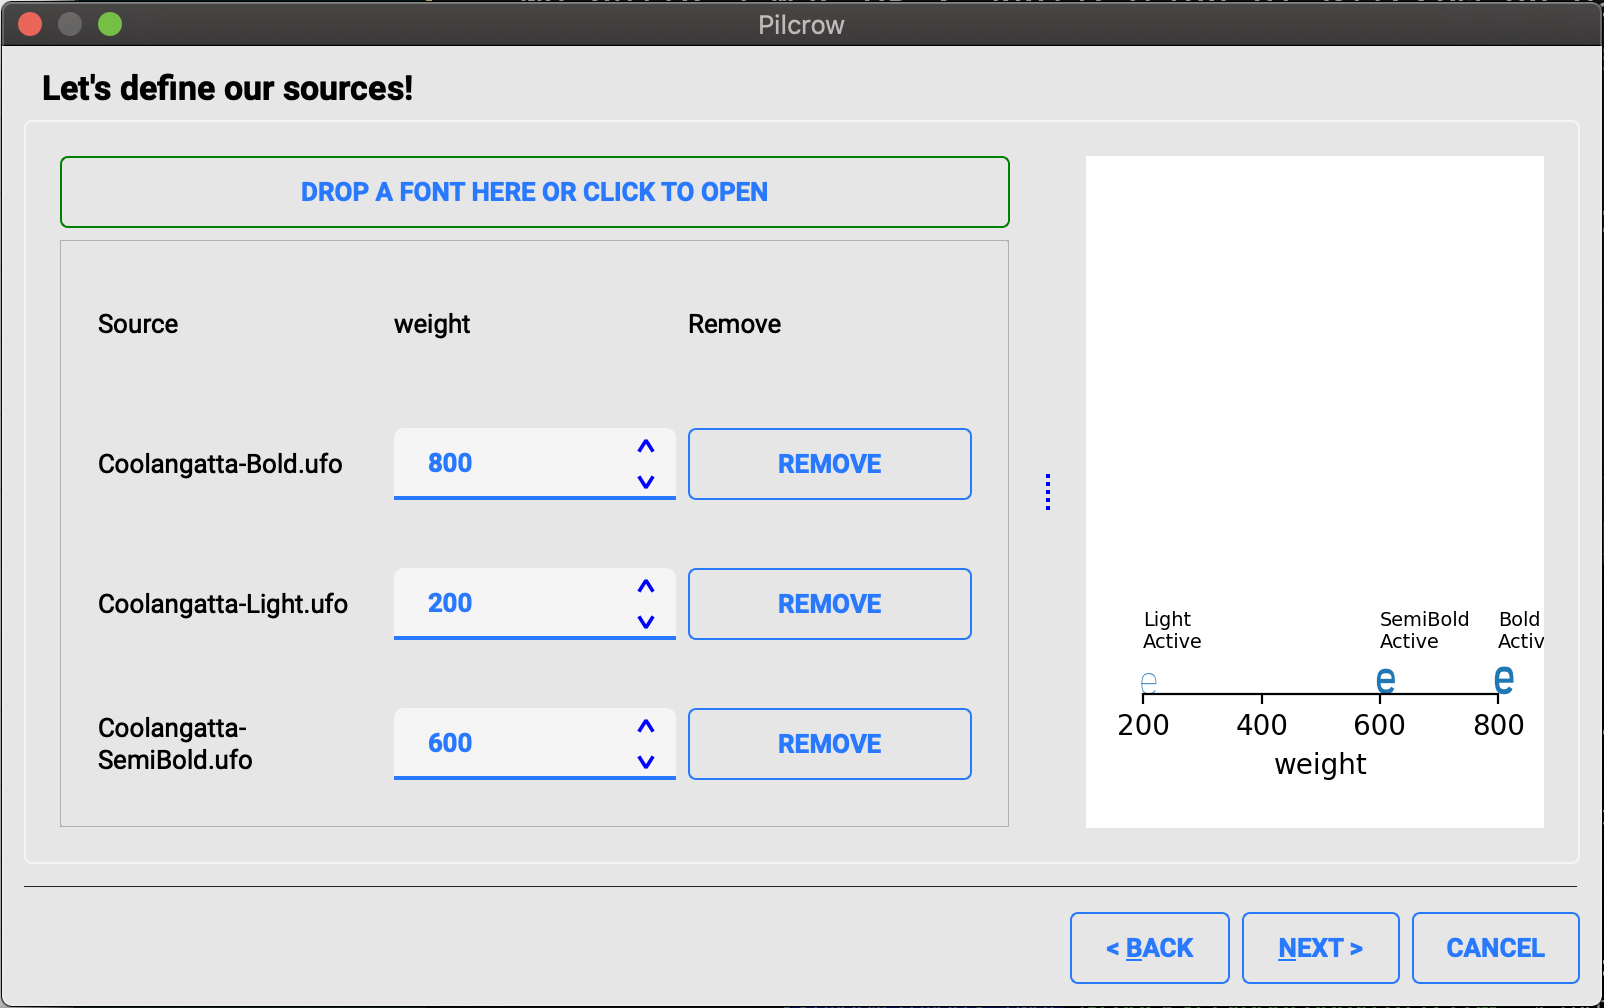 Pilcrow
Let's define our sources!
DROP A FONT HERE OR CLICK TO OPEN
Source weight Remove
Coolangatta-Bold.ufo 800 REMOVE
Coolangatta-Light.ufo 200 REMOVE
Coolangatta-
SemiBold.ufo 600 REMOVE
Light SemiBold Bold
Active Active Activ
e e e
200 400 600 800
weight
< BACK NEXT > CANCEL